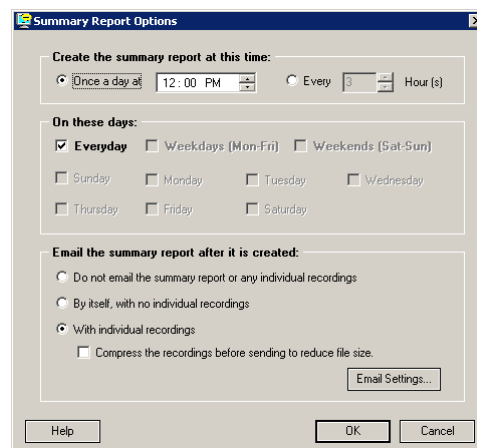 Summary Report Options
Create the summary report at this time:
Once a day at 12:00 PM Every 3 Hour (s)
On these days:
Everyday Weekdays (Mon-Fri) Weekends (Sat-Sun)
Sunday Monday Tuesday Wednesday
Thursday Friday Saturday
Email the summary report after it is created:
Do not email the summary report or any individual recordings
By itself, with no individual recordings
With individual recordings
Compress the recordings before sending to reduce file size.
Email Settings...
Help OK Cancel